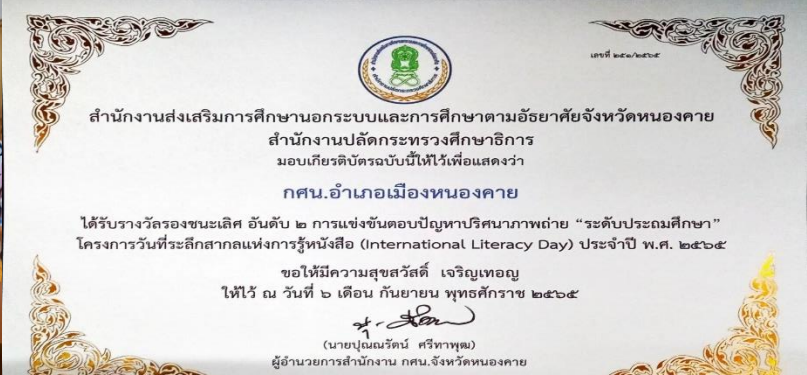 เลขที่ ๒๕๑/๒๕๖๕
สำนักงานส่งเสริมการศึกษานอกระบบและการศึกษาตามอัธยาศัยจังหวัดหนองคาย
สำนักงานปลัดกระทรวงศึกษาธิการ
มอบเกียรติบัตรฉบับนี้ให้ไว้เพื่อแสดงว่า
กศน.อำเภอเมืองหนองคาย
ได้รับรางวัลรองชนะเลิศ อันดับ ๒ การแข่งขันตอบปัญหาปริศนาภาพถ่าย “ระดับประถมศึกษา”
โครงการวันที่ระลึกสากลแห่งการรู้หนังสือ (International Literacy Day) ประจำปี พ.ศ. ๒๕๖๕
ขอให้มีความสุขสวัสดิ์ เจริญเทอญ
ให้ไว้ ณ วันที่ ๖ เดือน กันยายน พุทธศักราช ๒๕๖๕
(นายปุณณรัตน์ ศรีทาพุฒ)
ผู้อำนวยการสำนักงาน กศน.จังหวัดหนองคาย